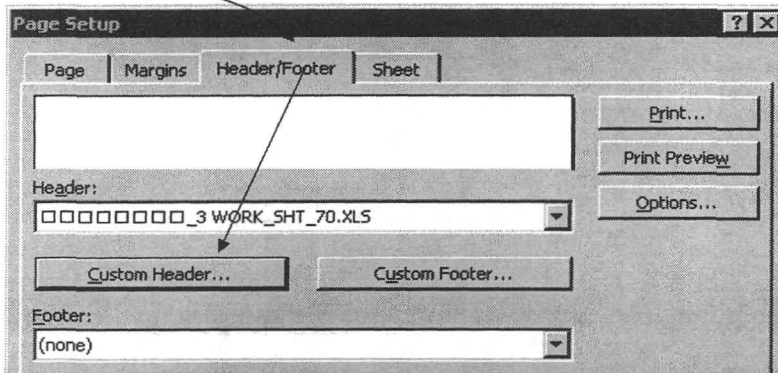 Page Setup ? X
Page Margins Header/Footer Sheet
Print...
Print Preview
Header:
Options...
□□□□□□□□_3 WORK_SHT_70.XLS
Custom Header... Custom Footer...
Footer:
(none)